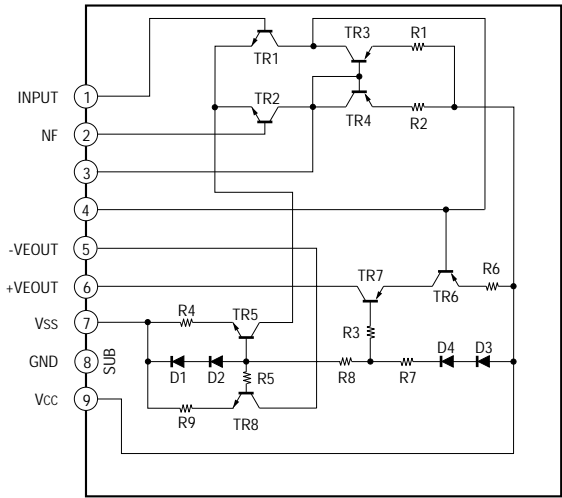 TR3
R1
TR1
INPUT
1
TR2
TR4
R2
NF
2
3
4
-VEOUT
5
TR7
R6
+VEOUT
6
TR6
R4
TR5
VSS
7
R3
D4
D3
GND
8
SUB
D1
D2
R5
R8
R7
VCC
9
R9
TR8